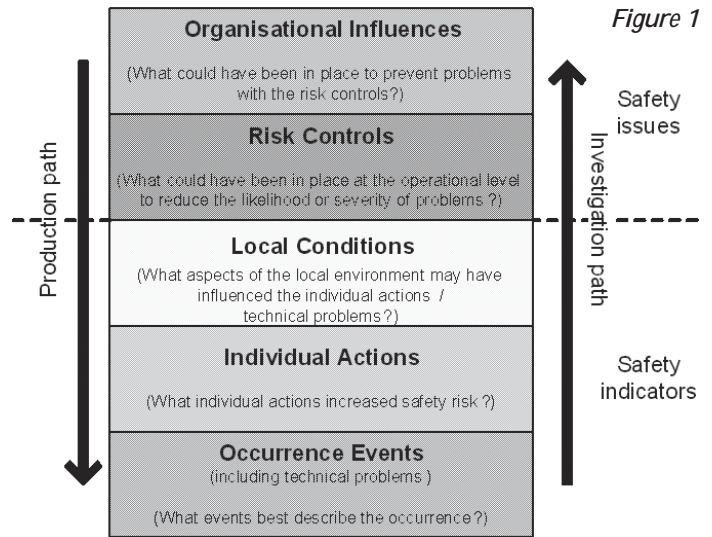 Figure 1
Organisational Influences
(What could have been in place to prevent problems
with the risk controls?)
Risk Controls
(What could have been in place at the operational level
to reduce the likelihood or severity of problems ?)
Local Conditions
(What aspects of the local environment may have
influenced the individual actions /
technical problems?)
Individual Actions
(What individual actions increased safety risk ?)
Occurrence Events
(including technical problems )
(What events best describe the occurrence ?)
Production path
Investigation path
Safety
issues
Safety
indicators